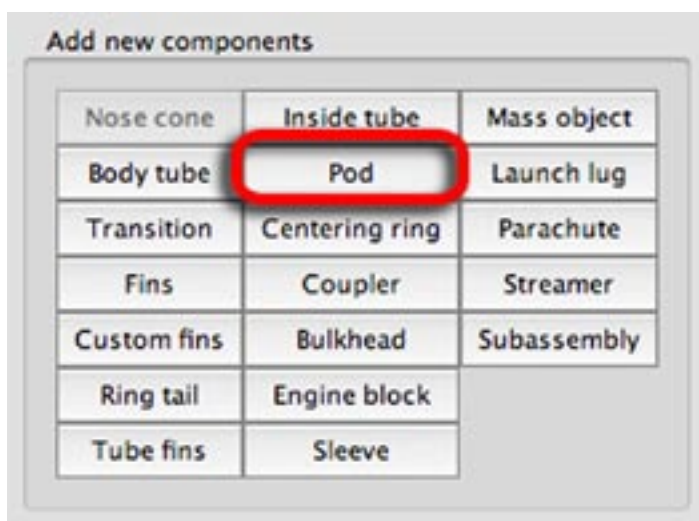 Add new components
Nose cone Inside tube Mass object
Body tube Pod Launch lug
Transition Centering ring Parachute
Fins Coupler Streamer
Custom fins Bulkhead Subassembly
Ring tail Engine block
Tube fins Sleeve